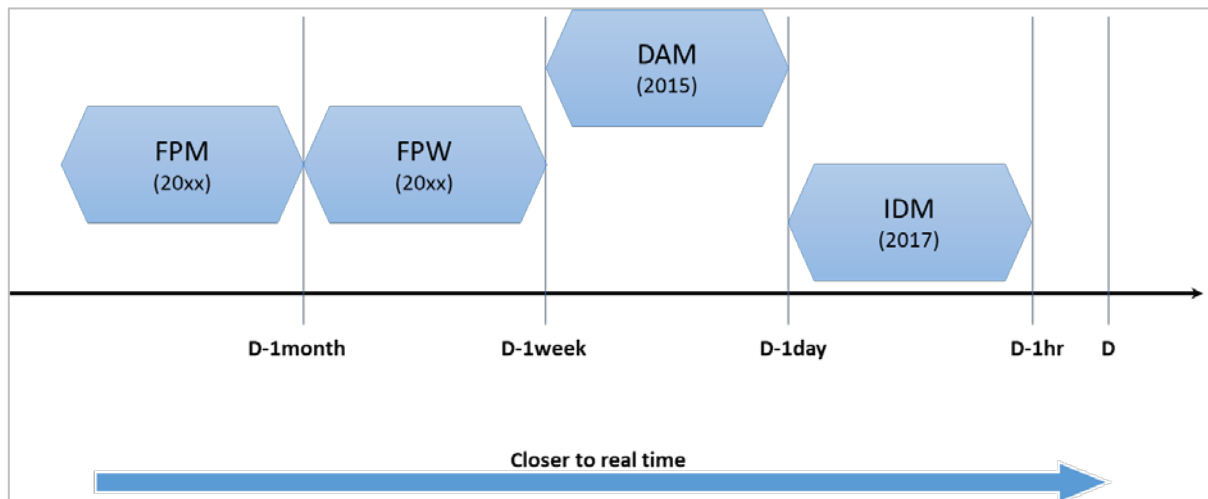 DAM
(2015)
FPM
(20xx)
FPW
(20xx)
IDM
(2017)
D-1month
D-1week
D-1day
D-1hr
D
Closer to real time